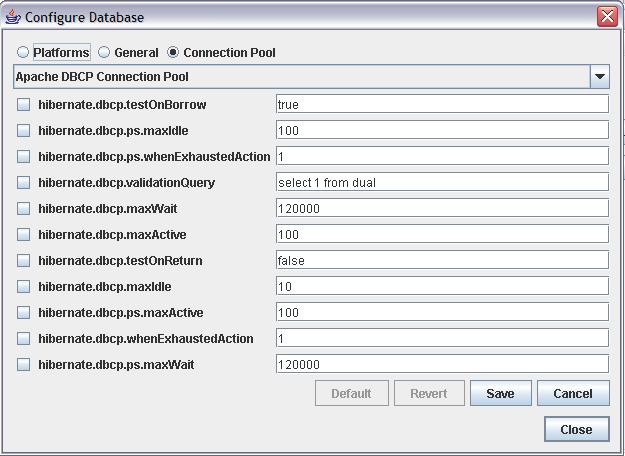 Configure Database
Platforms General Connection Pool
Apache DBCP Connection Pool
hibernate.dbcp.testOnBorrow true
hibernate.dbcp.ps.maxIdle 100
hibernate.dbcp.ps.whenExhaustedAction 1
hibernate.dbcp.validationQuery select 1 from dual
hibernate.dbcp.maxWait 120000
hibernate.dbcp.maxActive 100
hibernate.dbcp.testOnReturn false
hibernate.dbcp.maxIdle 10
hibernate.dbcp.ps.maxActive 100
hibernate.dbcp.whenExhaustedAction 1
hibernate.dbcp.ps.maxWait 120000
Default Revert Save Cancel
Close